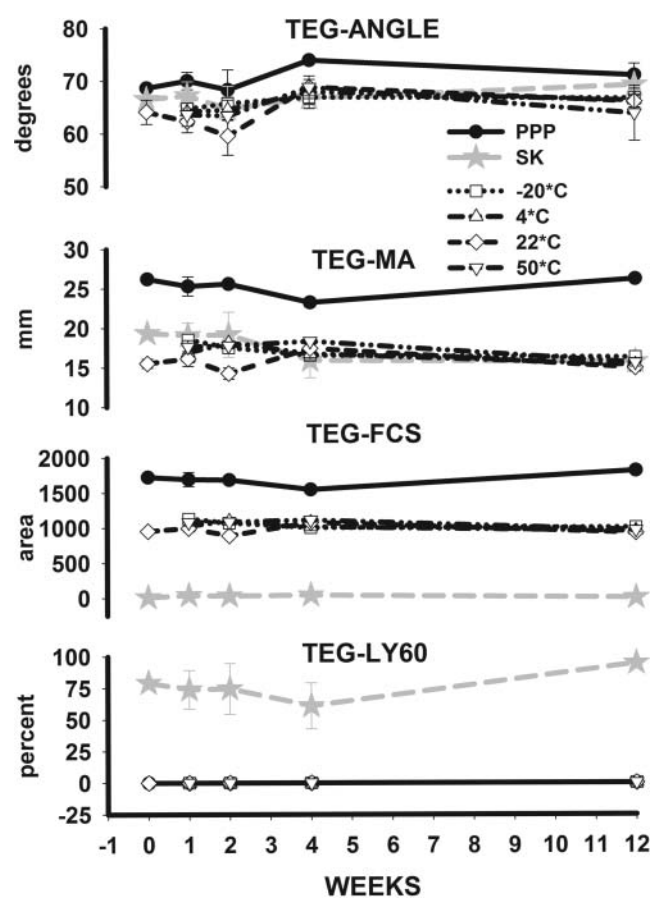 TEG-ANGLE
80
70
60
50
degrees
PPP
SK
-20*C
4*C
22*C
50*C
TEG-MA
30
25
20
15
10
mm
TEG-FCS
2000
1500
1000
500
0
area
TEG-LY60
100
75
50
25
0
-25
percent
-1 0 1 2 3 4 5 6 7 8 9 10 11 12
WEEKS